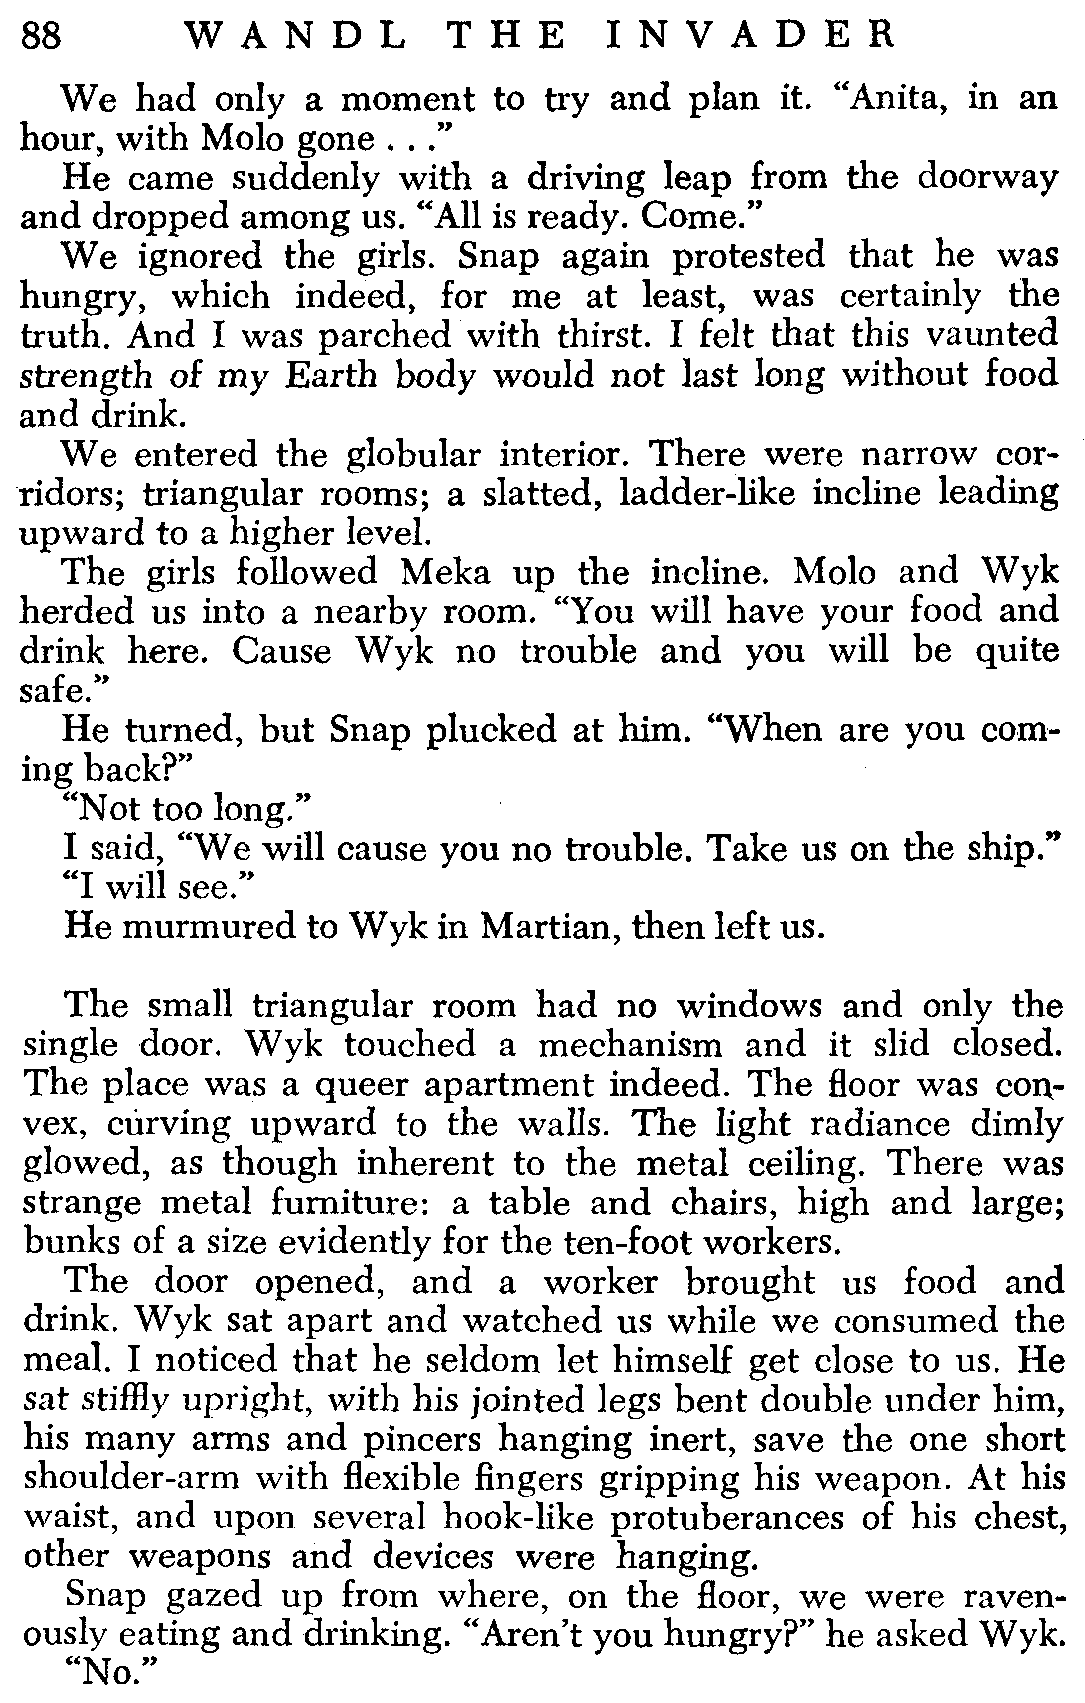 88 WANDL THE INVADER
We had only a moment to try and plan it. “Anita, in an
hour, with Molo gone . . .”
He came suddenly with a driving leap from the doorway
and dropped among us. “All is ready. Come.”
We ignored the girls. Snap again protested that he was
hungry, which indeed, for me at least, was certainly the
truth. And I was parched with thirst. I felt that this vaunted
strength of my Earth body would not last long without food
and drink.
We entered the globular interior. There were narrow cor-
ridors; triangular rooms; a slatted, ladder-like incline leading
upward to a higher level.
The girls followed Meka up the incline. Molo and Wyk
herded us into a nearby room. “You will have your food and
drink here. Cause Wyk no trouble and you will be quite
safe.”
He turned, but Snap plucked at him. “When are you com-
ing back?”
“Not too long.”
I said, “We will cause you no trouble. Take us on the ship.”
“I will see.”
He murmured to Wyk in Martian, then left us.
The small triangular room had no windows and only the
single door. Wyk touched a mechanism and it slid closed.
The place was a queer apartment indeed. The floor was con-
vex, curving upward to the walls. The light radiance dimly
glowed, as though inherent to the metal ceiling. There was
strange metal furniture: a table and chairs, high and large;
bunks of a size evidently for the ten-foot workers.
The door opened, and a worker brought us food and
drink. Wyk sat apart and watched us while we consumed the
meal. I noticed that he seldom let himself get close to us. He
sat stiffly upright, with his jointed legs bent double under him,
his many arms and pincers hanging inert, save the one short
shoulder-arm with flexible fingers gripping his weapon. At his
waist, and upon several hook-like protuberances of his chest,
other weapons and devices were hanging.
Snap gazed up from where, on the floor, we were raven-
ously eating and drinking. “Aren’t you hungry?” he asked Wyk.
“No.”